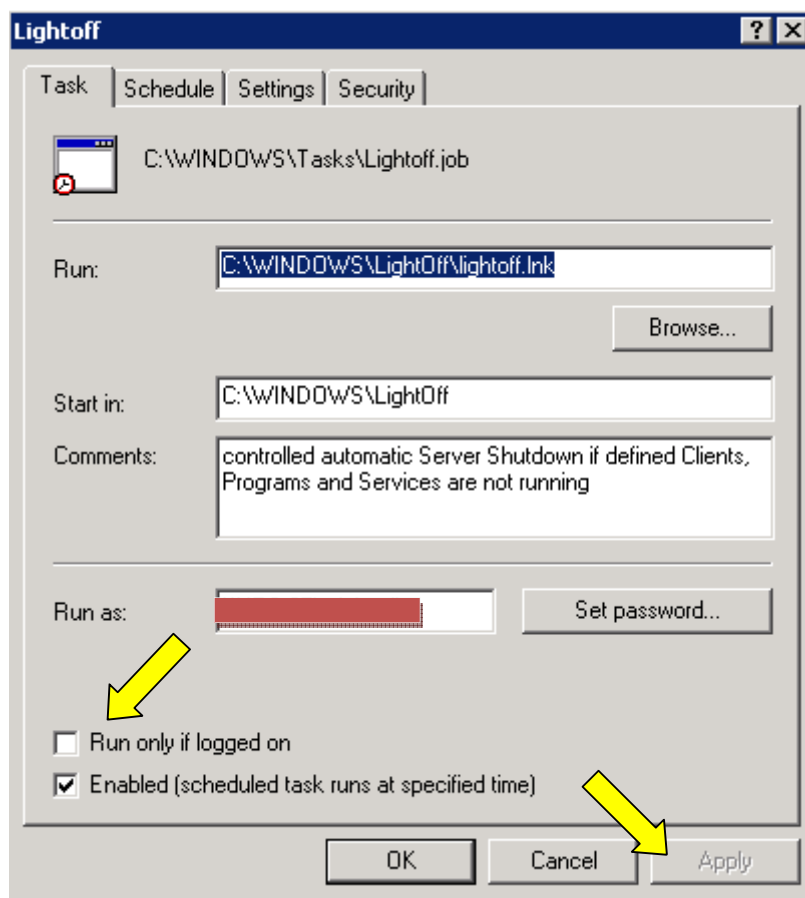 Lightoff
Task Schedule Settings Security
C:\WINDOWS\Tasks\Lightoff.job
Run: C:\WINDOWS\LightOff\lightoff.lnk
Browse...
Start in: C:\WINDOWS\LightOff
Comments: controlled automatic Server Shutdown if defined Clients,
Programs and Services are not running
Run as: Set password...
Run only if logged on
Enabled (scheduled task runs at specified time)
OK Cancel Apply